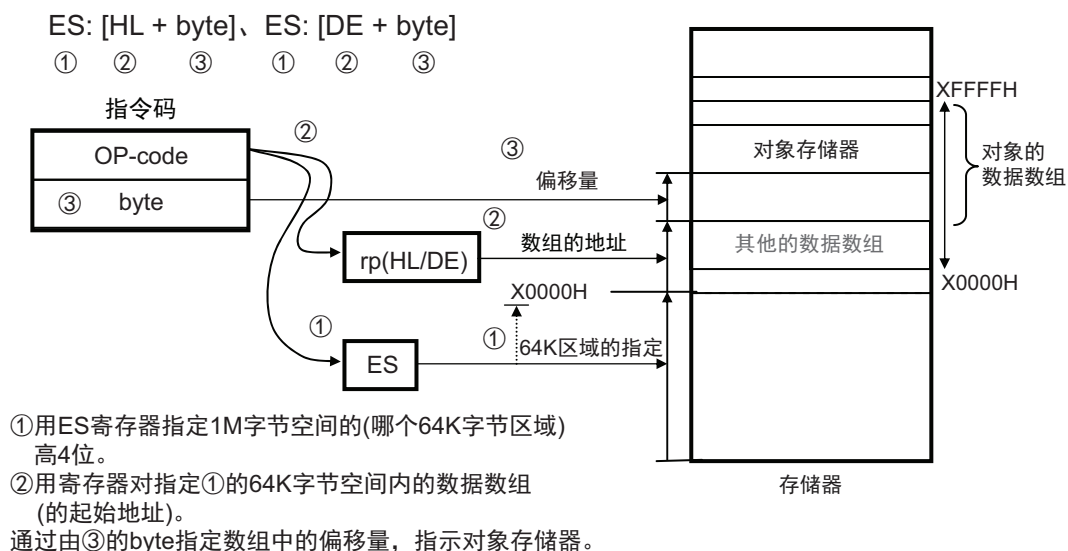 ES: [HL + byte]、ES: [DE + byte]
① ② ③ ① ② ③
指令码
OP-code
③ byte
②
③
偏移量
②
数组的地址
rp(HL/DE)
X0000H
①
①
64K区域的指定
ES
XFFFFH
对象存储器
对象的
数据数组
其他的数据数组
X0000H
存储器
①用ES寄存器指定1M字节空间的(哪个64K字节区域)
高4位。
②用寄存器对指定①的64K字节空间内的数据数组
(的起始地址)。
通过由③的byte指定数组中的偏移量，指示对象存储器。